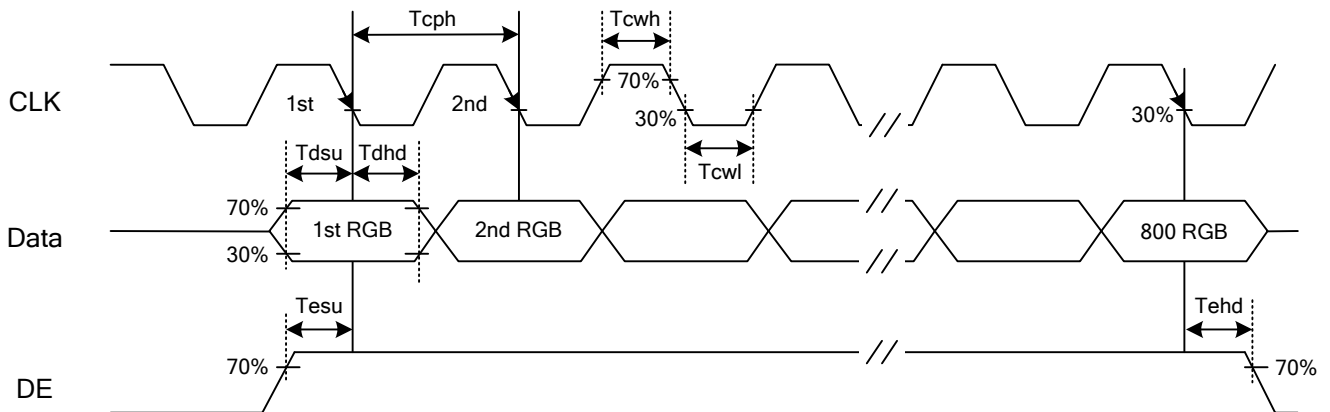 Tcph
Tcwh
CLK
1st
2nd
70%
30%
30%
Tcwl
Tdsu
Tdhd
Data
70%
30%
1st RGB
2nd RGB
800 RGB
Tesu
Tehd
70%
70%
DE